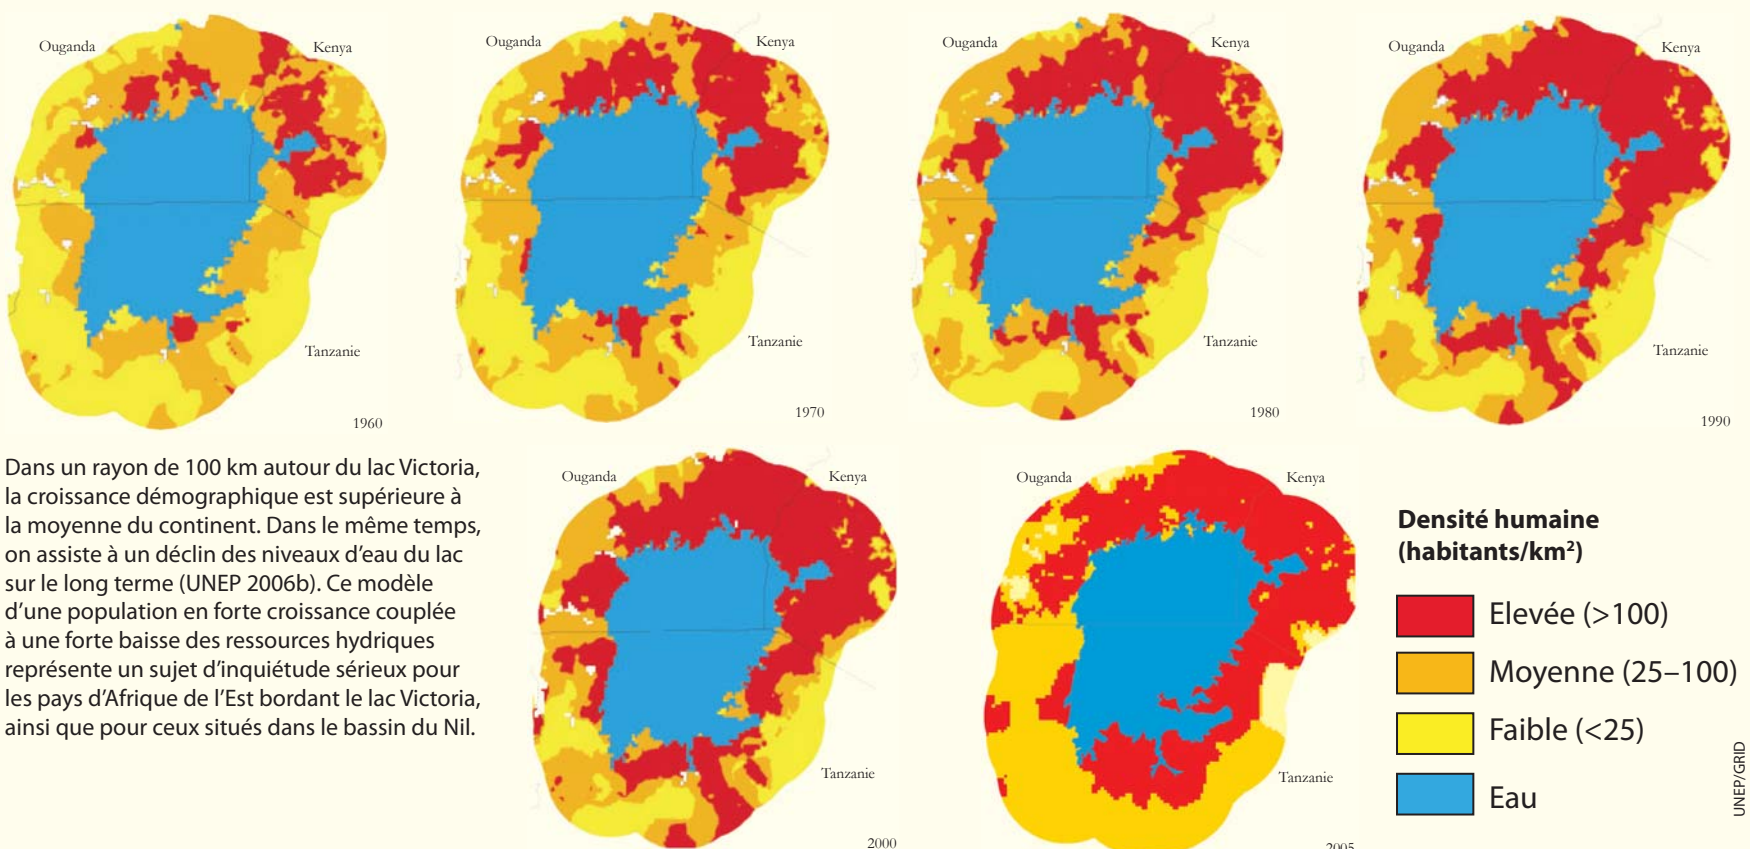 Ouganda
Kenya
Tanzanie
1960
Ouganda
Kenya
Tanzanie
1970
Ouganda
Kenya
Tanzanie
1980
Ouganda
Kenya
Tanzanie
1990
Dans un rayon de 100 km autour du lac Victoria,
la croissance démographique est supérieure à
la moyenne du continent. Dans le même temps,
on assiste à un déclin des niveaux d'eau du lac
sur le long terme (UNEP 2006b). Ce modèle
d'une population en forte croissance couplée
à une forte baisse des ressources hydriques
représente un sujet d'inquiétude sérieux pour
les pays d'Afrique de l'Est bordant le lac Victoria,
ainsi que pour ceux situés dans le bassin du Nil.
Ouganda
Kenya
Tanzanie
2000
Ouganda
Kenya
Tanzanie
2005
Densité humaine
(habitants/km²)
Elevée (>100)
Moyenne (25–100)
Faible (<25)
Eau
UNEP/GRID